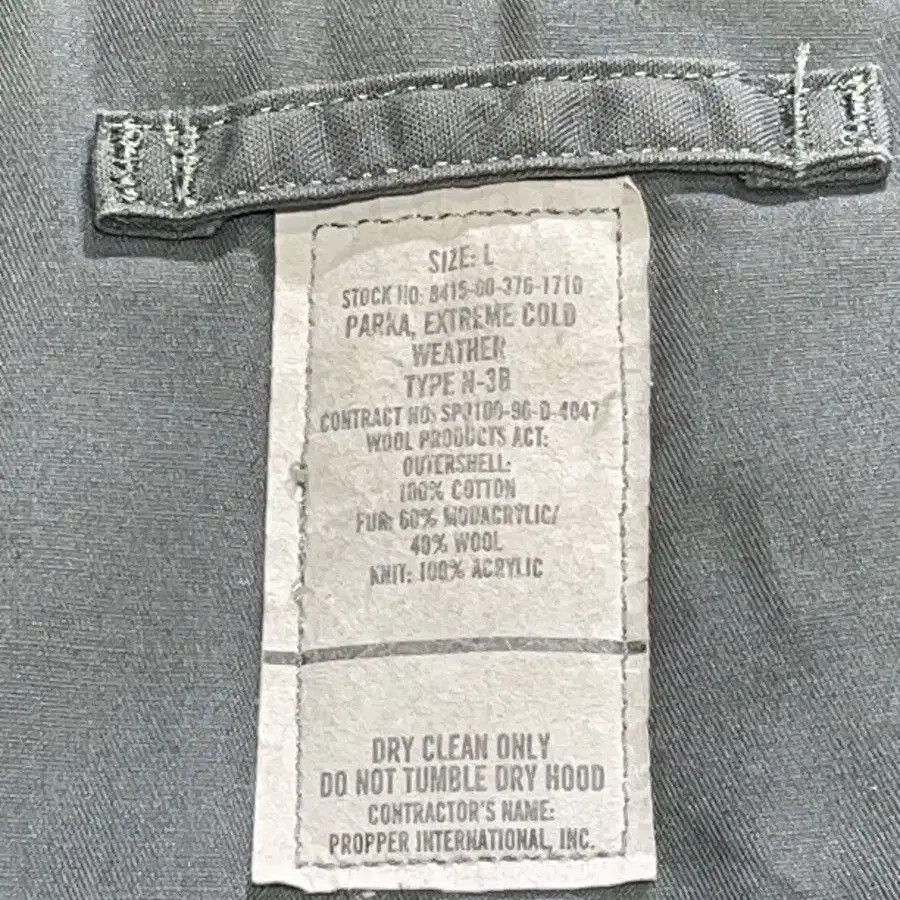 SIZE: L
STOCK NO: 8415-00-376-1710
PARKA, EXTREME COLD
WEATHER
TYPE N-3B
CONTRACT NO: SP0100-96-D-4047
WOOL PRODUCTS ACT:
OUTERSHELL:
100% COTTON
FUR: 60% MODACRYLIC/
40% WOOL
KNIT: 100% ACRYLIC
DRY CLEAN ONLY
DO NOT TUMBLE DRY HOOD
CONTRACTOR'S NAME:
PROPPER INTERNATIONAL, INC.